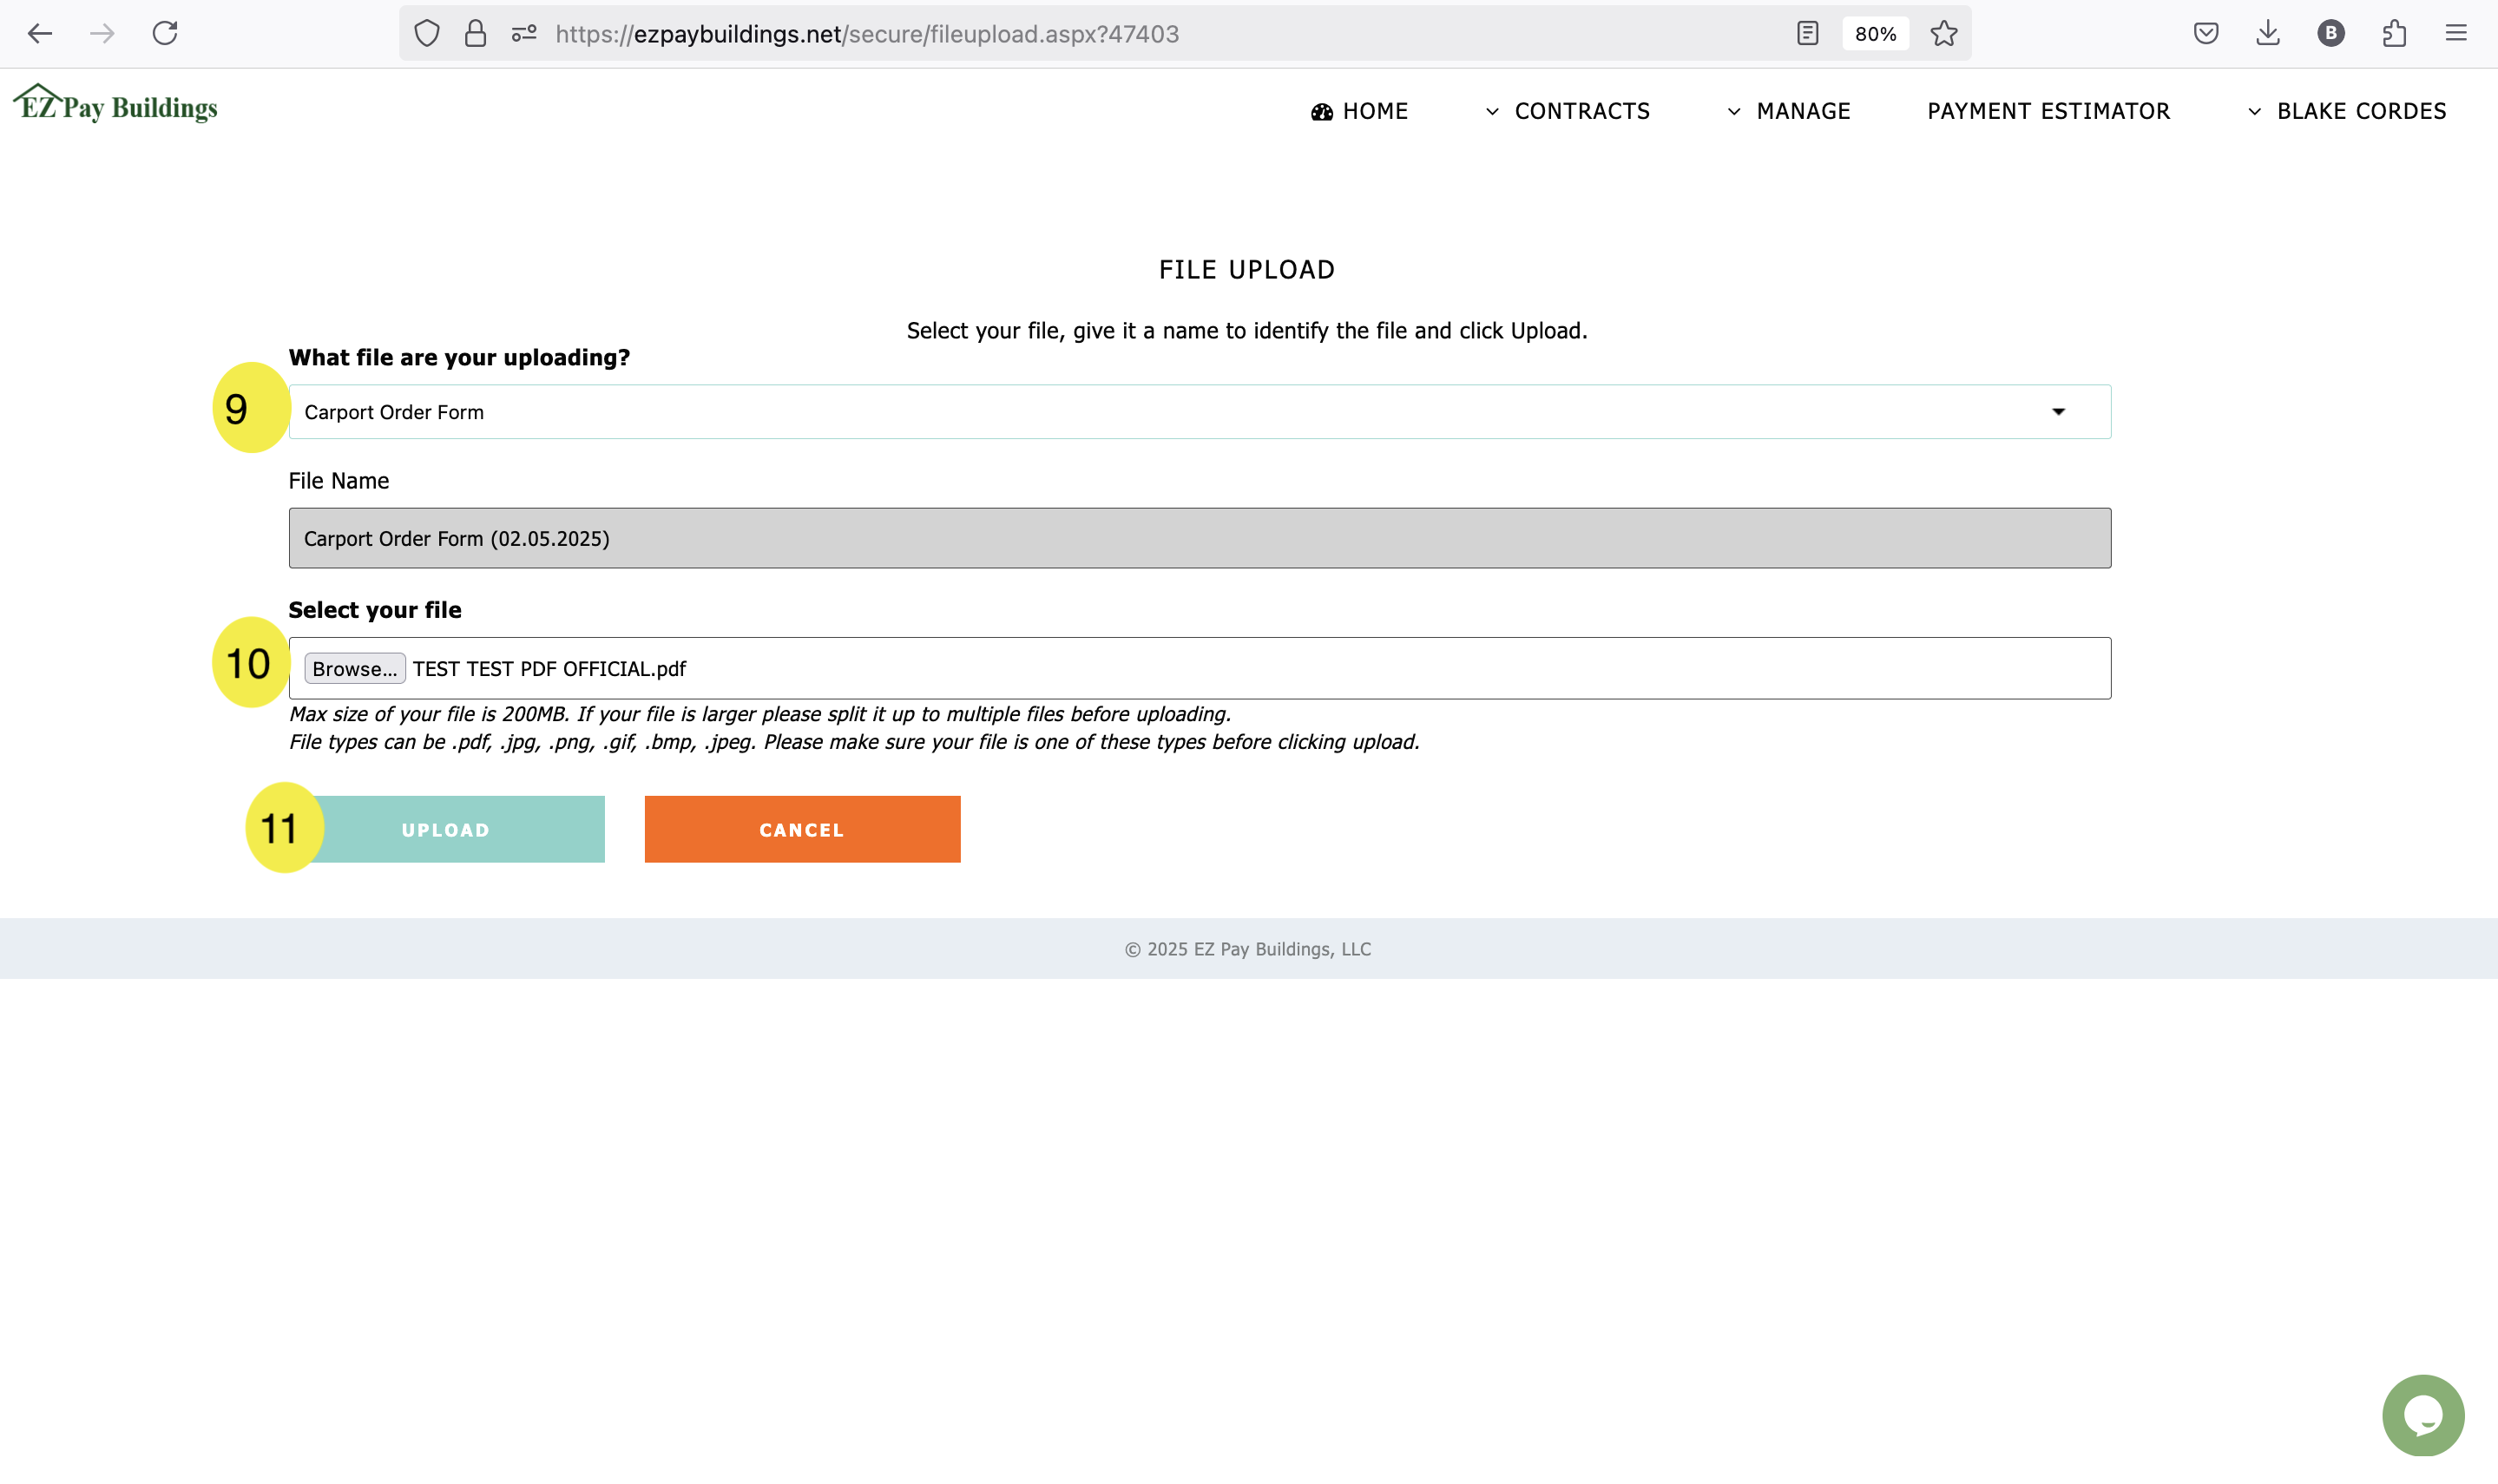 https://ezpaybuildings.net/secure/fileupload.aspx?47403
80%
B
EZ Pay Buildings
HOME
CONTRACTS
MANAGE
PAYMENT ESTIMATOR
BLAKE CORDES
FILE UPLOAD
Select your file, give it a name to identify the file and click Upload.
What file are your uploading?
9
Carport Order Form
File Name
Carport Order Form (02.05.2025)
Select your file
10
Browse... TEST TEST PDF OFFICIAL.pdf
Max size of your file is 200MB. If your file is larger please split it up to multiple files before uploading.
File types can be .pdf, .jpg, .png, .gif, .bmp, .jpeg. Please make sure your file is one of these types before clicking upload.
11
UPLOAD
CANCEL
© 2025 EZ Pay Buildings, LLC